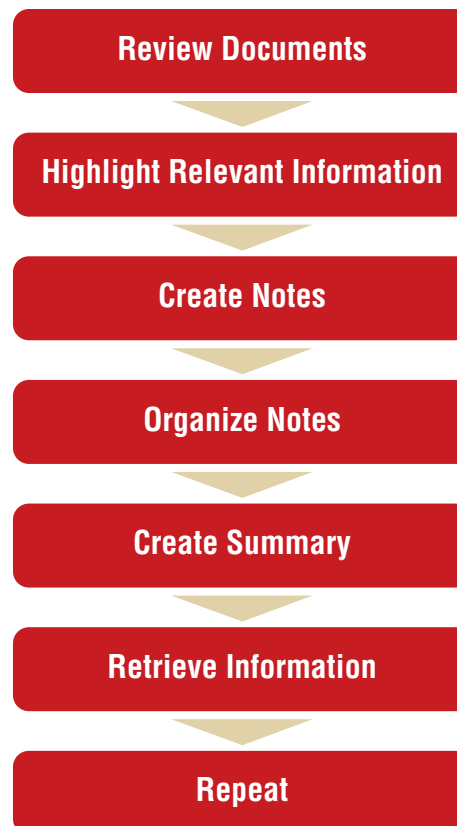 Review Documents
Highlight Relevant Information
Create Notes
Organize Notes
Create Summary
Retrieve Information
Repeat